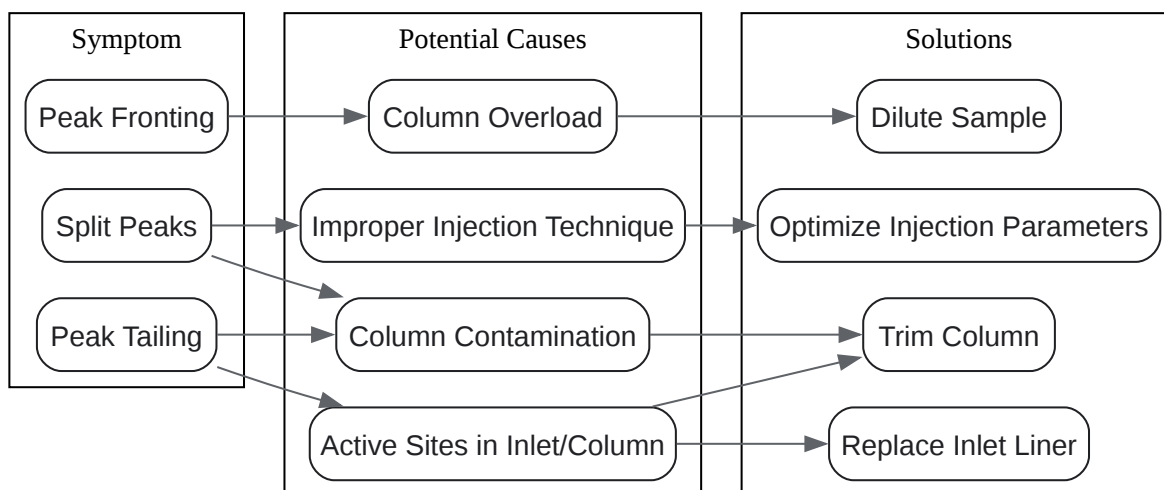 Symptom
Potential Causes
Solutions
Peak Fronting
Column Overload
Dilute Sample
Split Peaks
Improper Injection Technique
Optimize Injection Parameters
Peak Tailing
Column Contamination
Trim Column
Active Sites in Inlet/Column
Replace Inlet Liner